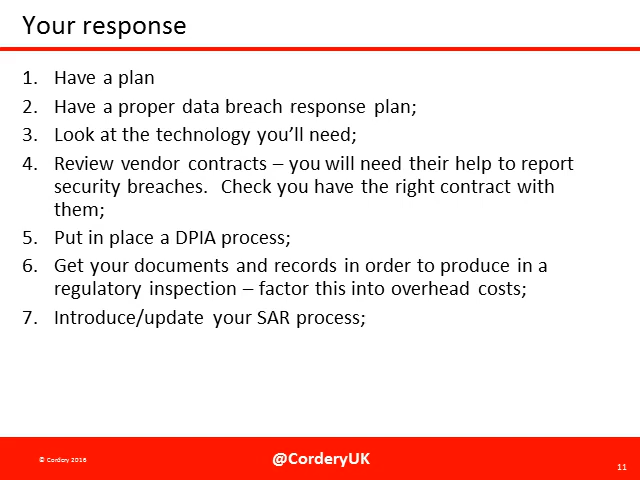 Your response
1. Have a plan
2. Have a proper data breach response plan;
3. Look at the technology you’ll need;
4. Review vendor contracts – you will need their help to report
security breaches.  Check you have the right contract with
them;
5. Put in place a DPIA process;
6. Get your documents and records in order to produce in a
regulatory inspection – factor this into overhead costs;
7. Introduce/update your SAR process;
© Cordery 2016
@CorderyUK
11